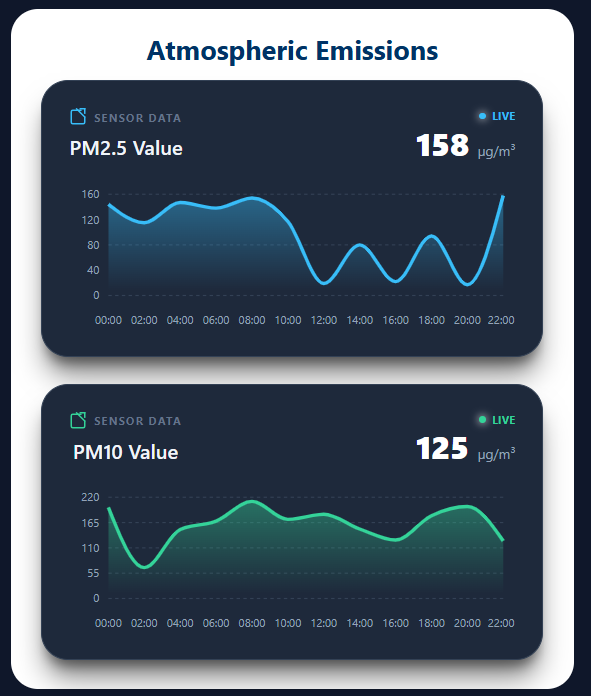 Atmospheric Emissions
SENSOR DATA
LIVE
PM2.5 Value
158 µg/m³
160
120
80
40
0
00:00 02:00 04:00 06:00 08:00 10:00 12:00 14:00 16:00 18:00 20:00 22:00
SENSOR DATA
LIVE
PM10 Value
125 µg/m³
220
165
110
55
0
00:00 02:00 04:00 06:00 08:00 10:00 12:00 14:00 16:00 18:00 20:00 22:00